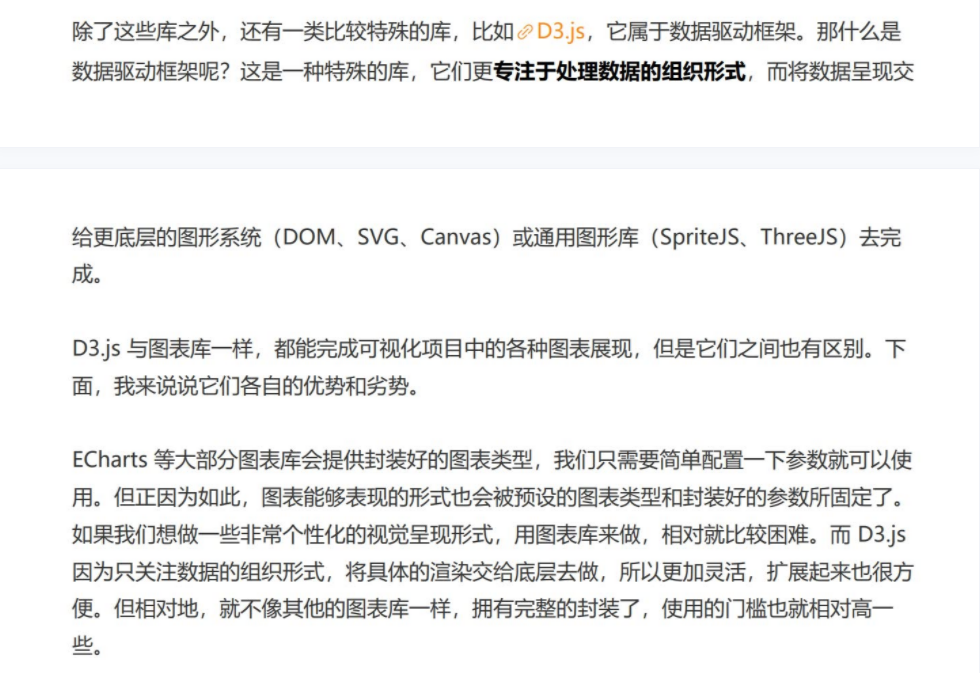 除了这些库之外，还有一类比较特殊的库，比如D3.js，它属于数据驱动框架。那什么是
数据驱动框架呢？这是一种特殊的库，它们更专注于处理数据的组织形式，而将数据呈现交
给更底层的图形系统（DOM、SVG、Canvas）或通用图形库（SpriteJS、ThreeJS）去完
成。
D3.js 与图表库一样，都能完成可视化项目中的各种图表展现，但是它们之间也有区别。下
面，我来说说它们各自的优势和劣势。
ECharts 等大部分图表库会提供封装好的图表类型，我们只需要简单配置一下参数就可以使
用。但正因为如此，图表能够表现的形式也会被预设的图表类型和封装好的参数所固定了。
如果我们想做一些非常个性化的视觉呈现形式，用图表库来做，相对就比较困难。而 D3.js
因为只关注数据的组织形式，将具体的渲染交给底层去做，所以更加灵活，扩展起来也很方
便。但相对地，就不像其他的图表库一样，拥有完整的封装了，使用的门槛也就相对高一
些。